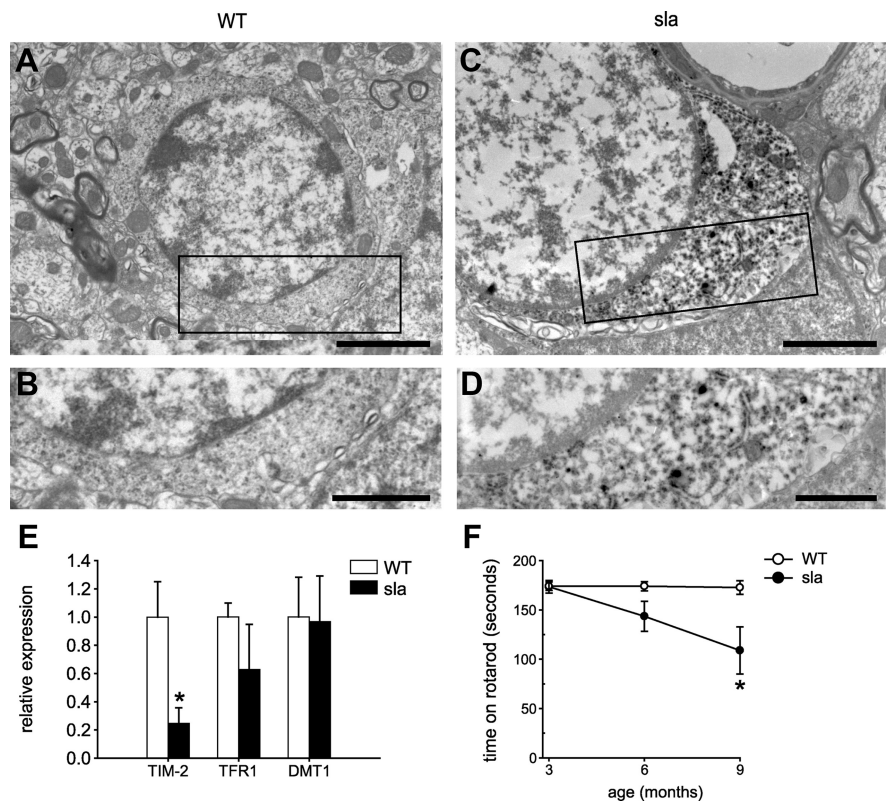 WT
sla
A
C
B
D
E
1.4
1.2
1.0
0.8
0.6
0.4
0.2
0.0
relative expression
*
TIM-2 TFR1 DMT1
WT
sla
F
200
150
100
50
0
time on rotarod (seconds)
*
3 6 9
age (months)
WT
sla